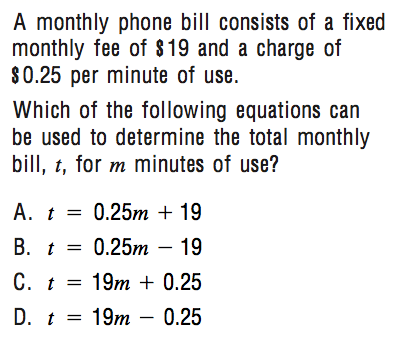 A monthly phone bill consists of a fixed
monthly fee of $19 and a charge of
$0.25 per minute of use.
Which of the following equations can
be used to determine the total monthly
bill, t, for m minutes of use?
A. t = 0.25m + 19
B. t = 0.25m − 19
C. t = 19m + 0.25
D. t = 19m − 0.25